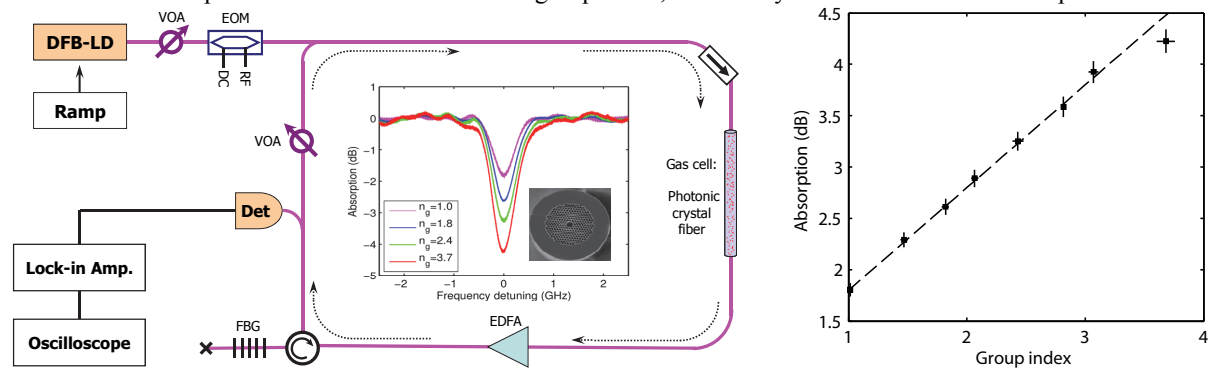 VOA
EOM
DFB-LD
DC
RF
Ramp
VOA
Det
Lock-in Amp.
Oscilloscope
FBG
EDFA
Gas cell:
Photonic
crystal
fiber
1
0
−1
−2
−3
−4
−5
Absorption (dB)
n_g=1.0
n_g=1.8
n_g=2.4
n_g=3.7
−2 −1 0 1 2
Frequency detuning (GHz)
4.5
4
3.5
3
2.5
2
1.5
Absorption (dB)
1 2 3 4
Group index